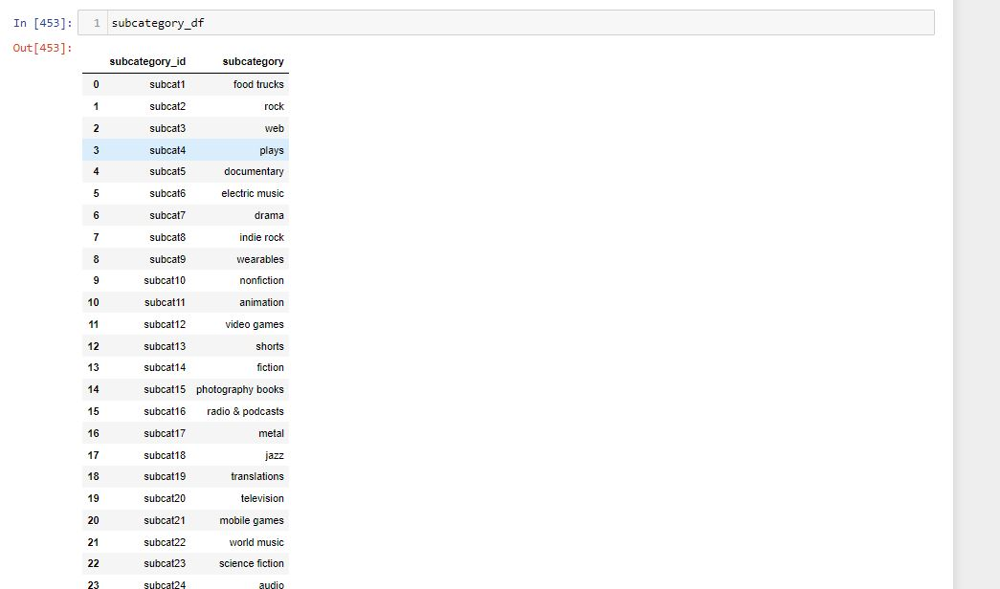 In [453]: 1 subcategory_df
Out[453]:
subcategory_id subcategory
0 subcat1 food trucks
1 subcat2 rock
2 subcat3 web
3 subcat4 plays
4 subcat5 documentary
5 subcat6 electric music
6 subcat7 drama
7 subcat8 indie rock
8 subcat9 wearables
9 subcat10 nonfiction
10 subcat11 animation
11 subcat12 video games
12 subcat13 shorts
13 subcat14 fiction
14 subcat15 photography books
15 subcat16 radio & podcasts
16 subcat17 metal
17 subcat18 jazz
18 subcat19 translations
19 subcat20 television
20 subcat21 mobile games
21 subcat22 world music
22 subcat23 science fiction
23 subcat24 audio